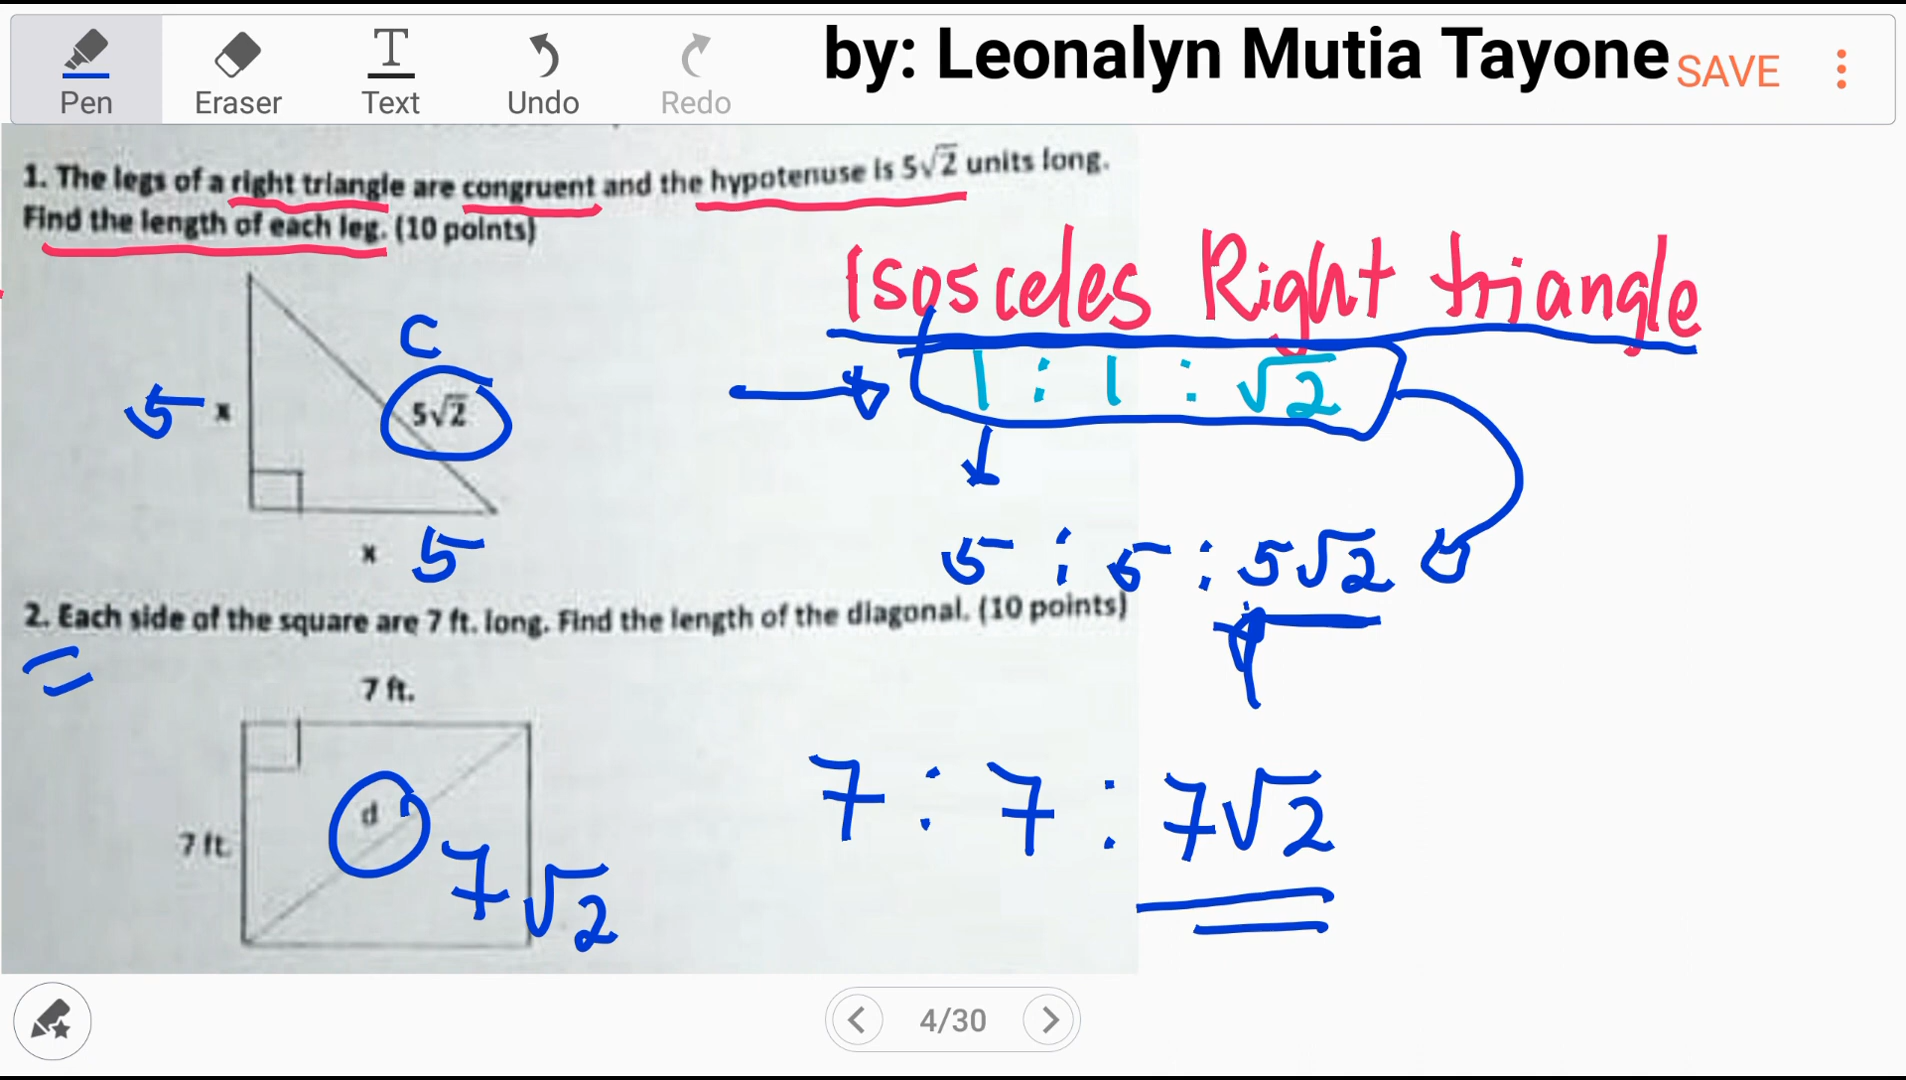 Pen
Eraser
T
Text
Undo
Redo
by: Leonalyn Mutia Tayone
SAVE
1. The legs of a right triangle are congruent and the hypotenuse is 5√2 units long.
Find the length of each leg. (10 points)
Isosceles Right triangle
1 : 1 : √2
C
5 x
5√2
x 5
5 : 5 : 5√2
2. Each side of the square are 7 ft. long. Find the length of the diagonal. (10 points)
7 ft.
7 ft.
d
7√2
7 : 7 : 7√2
4/30